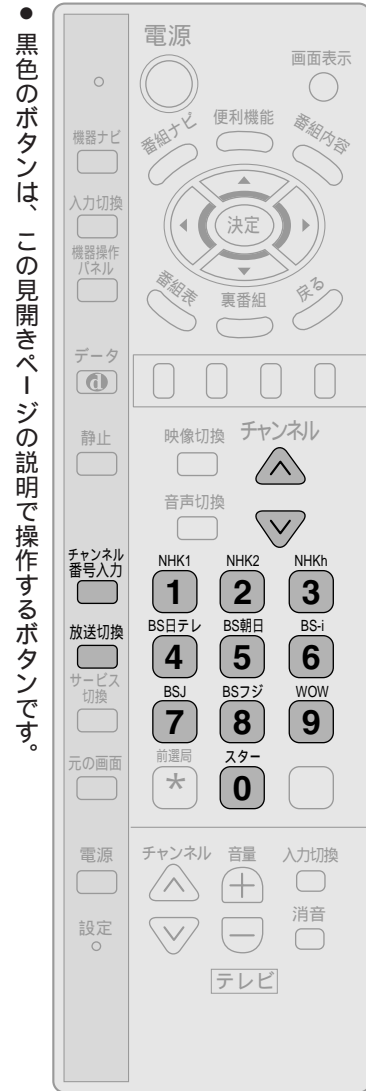 ● 黒色のボタンは、この見開きページの説明で操作するボタンです。
電源
画面表示
機器ナビ
番組ナビ
便利機能
番組内容
入力切換
決定
機器操作
パネル
番組表
裏番組
戻る
データ
d
静止
映像切換
チャンネル
音声切換
チャンネル
番号入力
NHK1 NHK2 NHKh
1 2 3
放送切換
BS日テレ BS朝日 BS-i
4 5 6
サービス
切換
BSJ BSフジ WOW
7 8 9
元の画面
前選局 スター
* 0
電源
チャンネル 音量 入力切換
+
設定
消音
−
テレビ